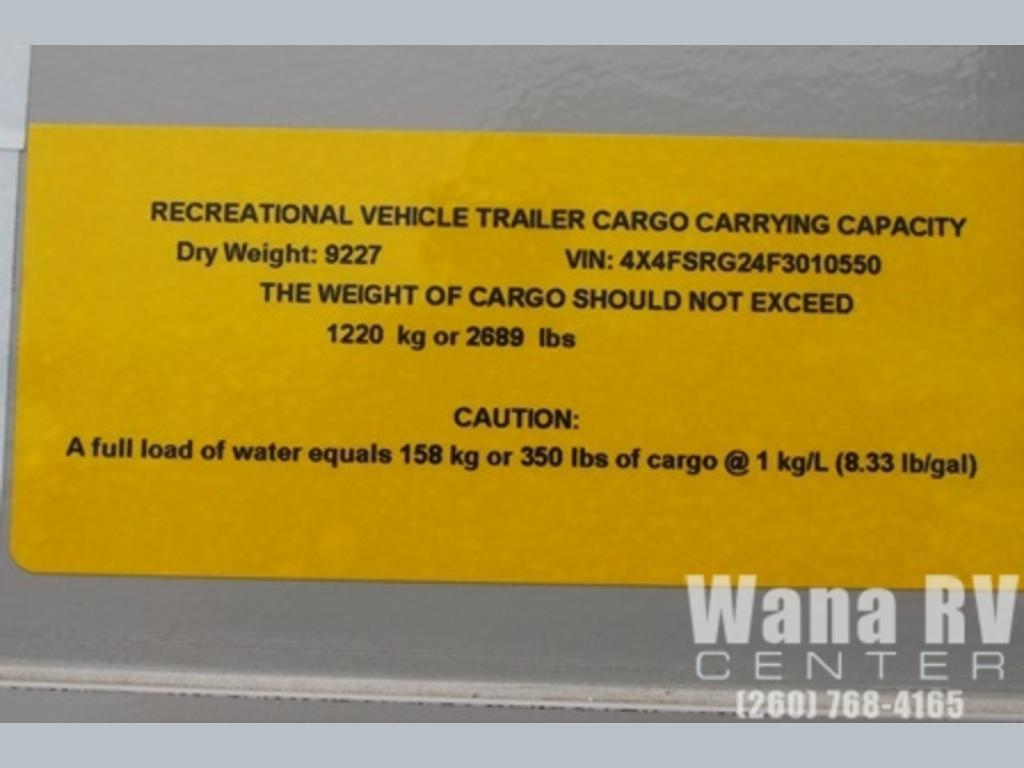 RECREATIONAL VEHICLE TRAILER CARGO CARRYING CAPACITY
Dry Weight: 9227 VIN: 4X4FSRG24F3010550
THE WEIGHT OF CARGO SHOULD NOT EXCEED
1220 kg or 2689 lbs
CAUTION:
A full load of water equals 158 kg or 350 lbs of cargo @ 1 kg/L (8.33 lb/gal)
Wana RV
CENTER
(260) 768-4165